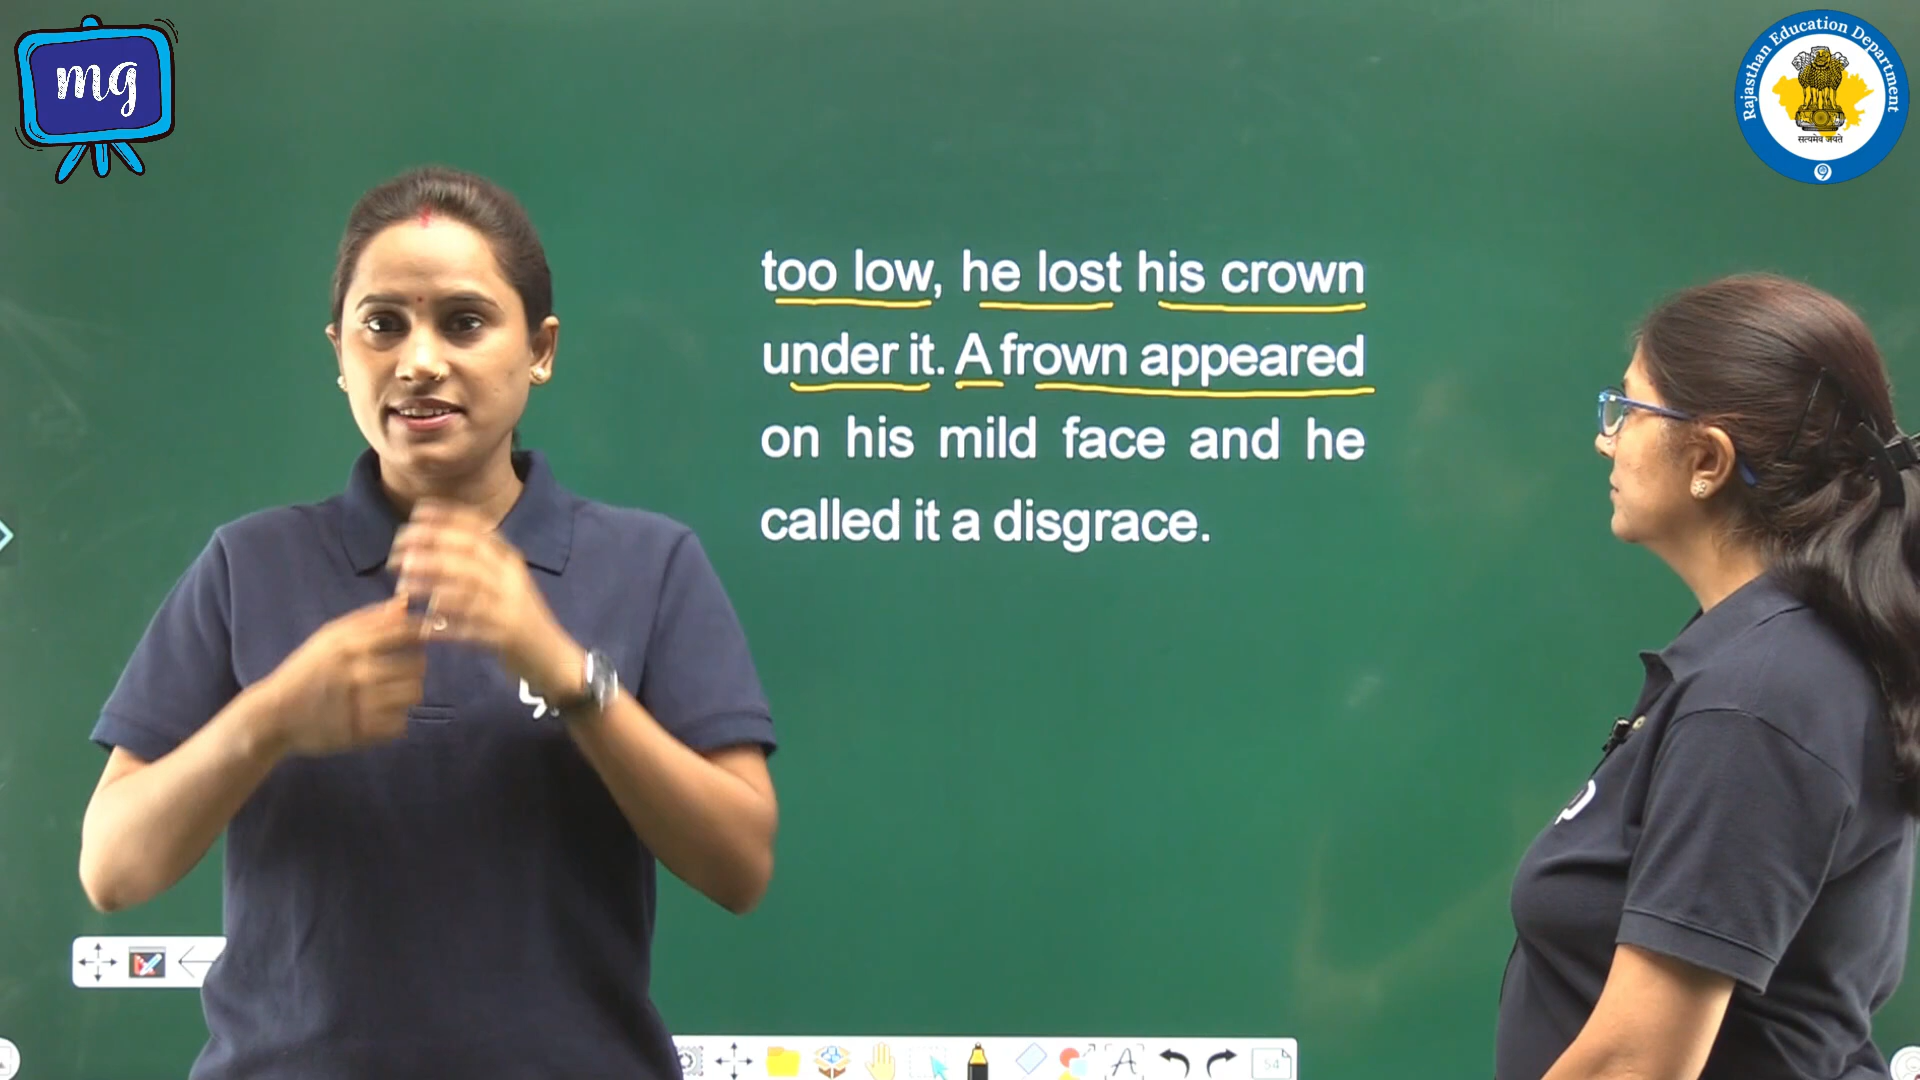 mg
Rajasthan Education Department
सत्यमेव जयते
too low, he lost his crown
under it. A frown appeared
on his mild face and he
called it a disgrace.
54